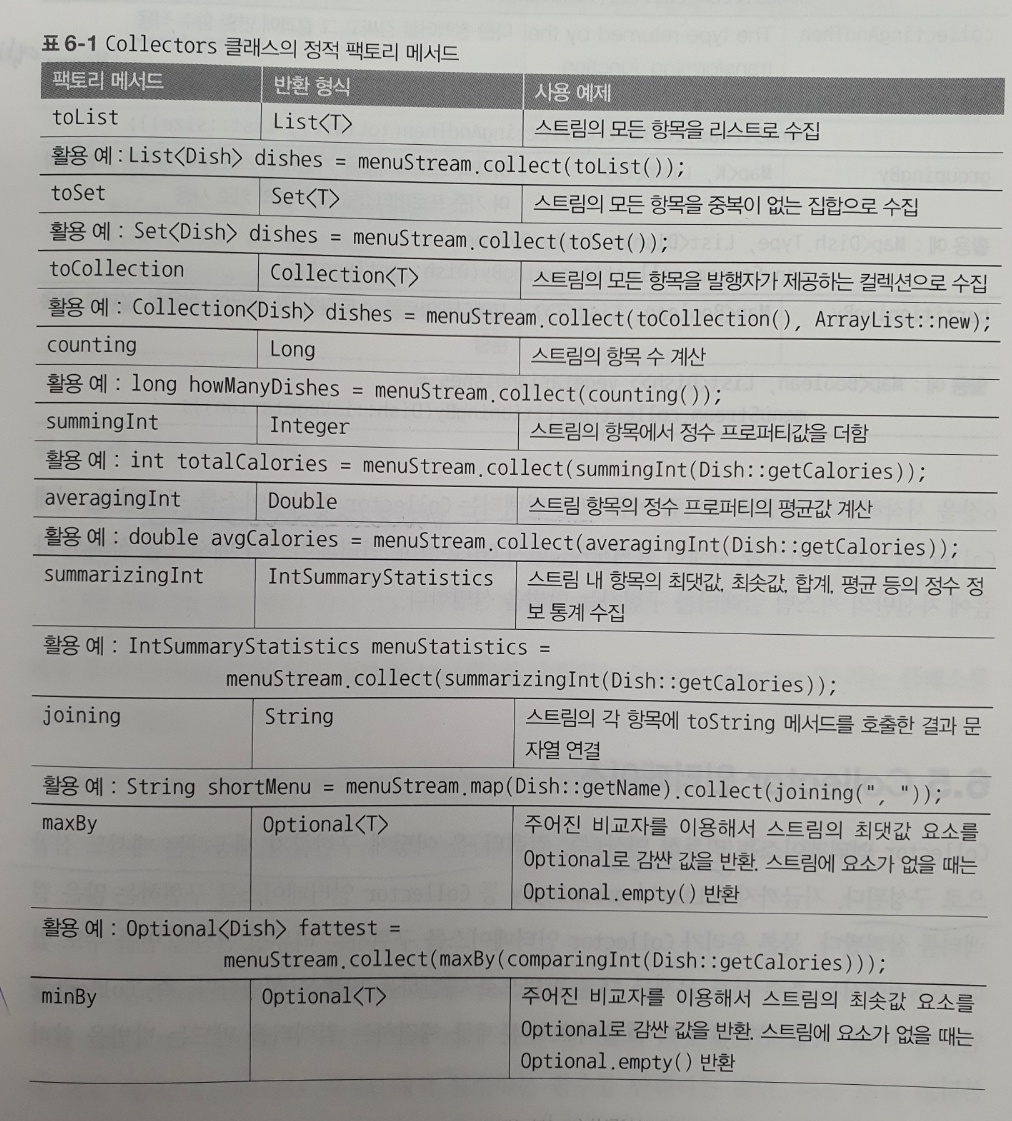 표 6-1 Collectors 클래스의 정적 팩토리 메서드
팩토리 메서드 반환 형식 사용 예제
toList List<T> 스트림의 모든 항목을 리스트로 수집
활용 예 : List<Dish> dishes = menuStream.collect(toList());
toSet Set<T> 스트림의 모든 항목을 중복이 없는 집합으로 수집
활용 예 : Set<Dish> dishes = menuStream.collect(toSet());
toCollection Collection<T> 스트림의 모든 항목을 발행자가 제공하는 컬렉션으로 수집
활용 예 : Collection<Dish> dishes = menuStream.collect(toCollection(), ArrayList::new);
counting Long 스트림의 항목 수 계산
활용 예 : long howManyDishes = menuStream.collect(counting());
summingInt Integer 스트림의 항목에서 정수 프로퍼티값을 더함
활용 예 : int totalCalories = menuStream.collect(summingInt(Dish::getCalories));
averagingInt Double 스트림 항목의 정수 프로퍼티의 평균값 계산
활용 예 : double avgCalories = menuStream.collect(averagingInt(Dish::getCalories));
summarizingInt IntSummaryStatistics 스트림 내 항목의 최댓값, 최솟값, 합계, 평균 등의 정수 정
보 통계 수집
활용 예 : IntSummaryStatistics menuStatistics =
menuStream.collect(summarizingInt(Dish::getCalories));
joining String 스트림의 각 항목에 toString 메서드를 호출한 결과 문
자열 연결
활용 예 : String shortMenu = menuStream.map(Dish::getName).collect(joining(", "));
maxBy Optional<T> 주어진 비교자를 이용해서 스트림의 최댓값 요소를
Optional로 감싼 값을 반환. 스트림에 요소가 없을 때는
Optional.empty() 반환
활용 예 : Optional<Dish> fattest =
menuStream.collect(maxBy(comparingInt(Dish::getCalories)));
minBy Optional<T> 주어진 비교자를 이용해서 스트림의 최솟값 요소를
Optional로 감싼 값을 반환. 스트림에 요소가 없을 때는
Optional.empty() 반환